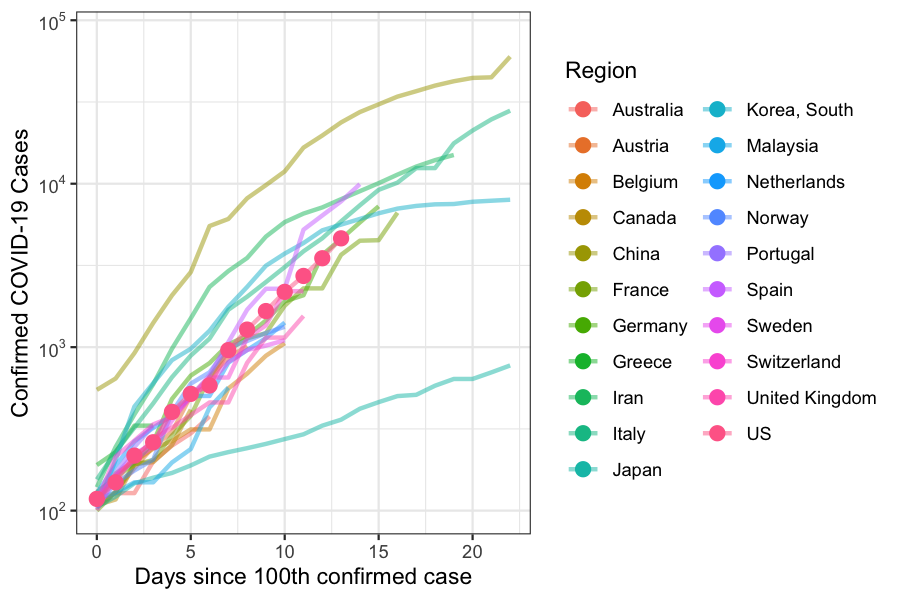 10^5
10^4
10^3
10^2
Confirmed COVID-19 Cases
0 5 10 15 20
Days since 100th confirmed case
Region
Australia
Austria
Belgium
Canada
China
France
Germany
Greece
Iran
Italy
Japan
Korea, South
Malaysia
Netherlands
Norway
Portugal
Spain
Sweden
Switzerland
United Kingdom
US